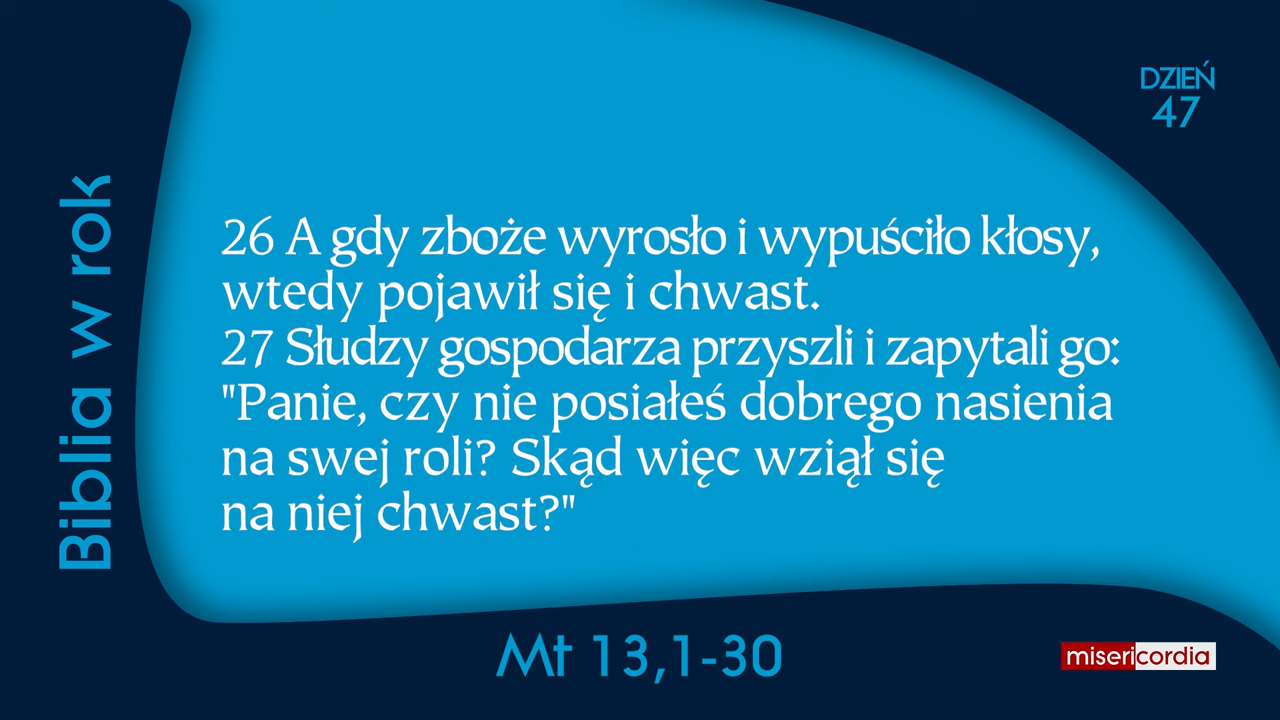 DZIEŃ
47
Biblia w rok
26 A gdy zboże wyrosło i wypuściło kłosy,
wtedy pojawił się i chwast.
27 Słudzy gospodarza przyszli i zapytali go:
"Panie, czy nie posiałeś dobrego nasienia
na swej roli? Skąd więc wziął się
na niej chwast?"
Mt 13,1-30
misericordia